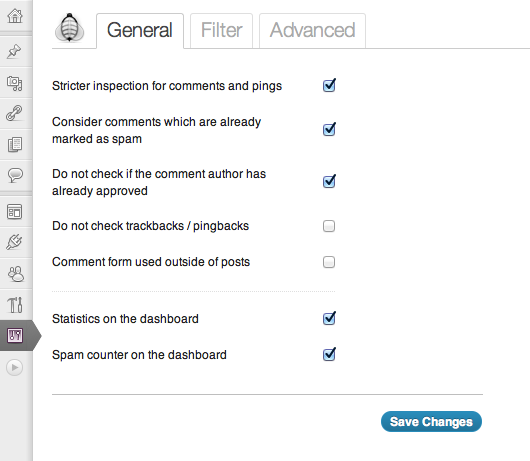 General Filter Advanced
Stricter inspection for comments and pings
Consider comments which are already
marked as spam
Do not check if the comment author has
already approved
Do not check trackbacks / pingbacks
Comment form used outside of posts
Statistics on the dashboard
Spam counter on the dashboard
Save Changes